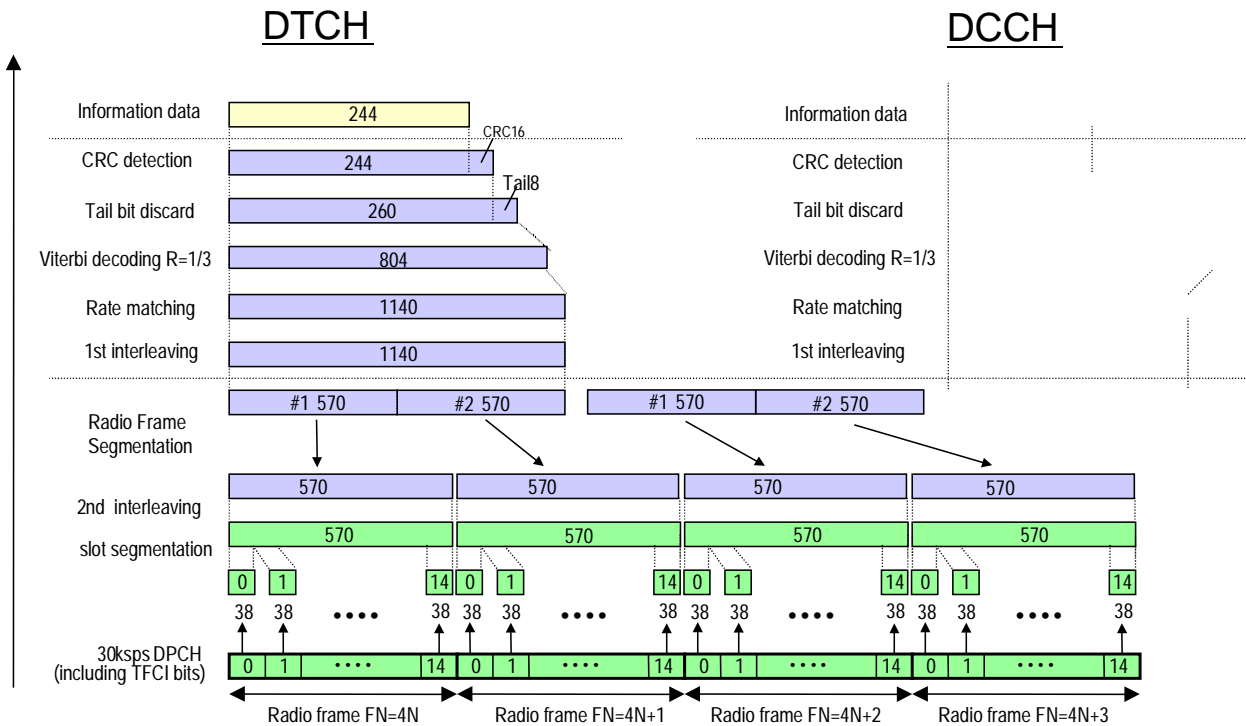 DTCH DCCH
Information data 244 Information data
CRC16
CRC detection 244 CRC detection
Tail8
Tail bit discard 260 Tail bit discard
Viterbi decoding R=1/3 804 Viterbi decoding R=1/3
Rate matching 1140 Rate matching
1st interleaving 1140 1st interleaving
#1 570 #2 570 #1 570 #2 570
Radio Frame
Segmentation
570 570 570 570
2nd interleaving
570 570 570 570
slot segmentation
0 1 14 0 1 14 0 1 14 0 1 14
38 38 •••• 38 38 38 •••• 38 38 38 •••• 38 38 38 •••• 38
30ksps DPCH
(including TFCI bits)
0 1 •••• 14 0 1 •••• 14 0 1 •••• 14 0 1 •••• 14
Radio frame FN=4N Radio frame FN=4N+1 Radio frame FN=4N+2 Radio frame FN=4N+3